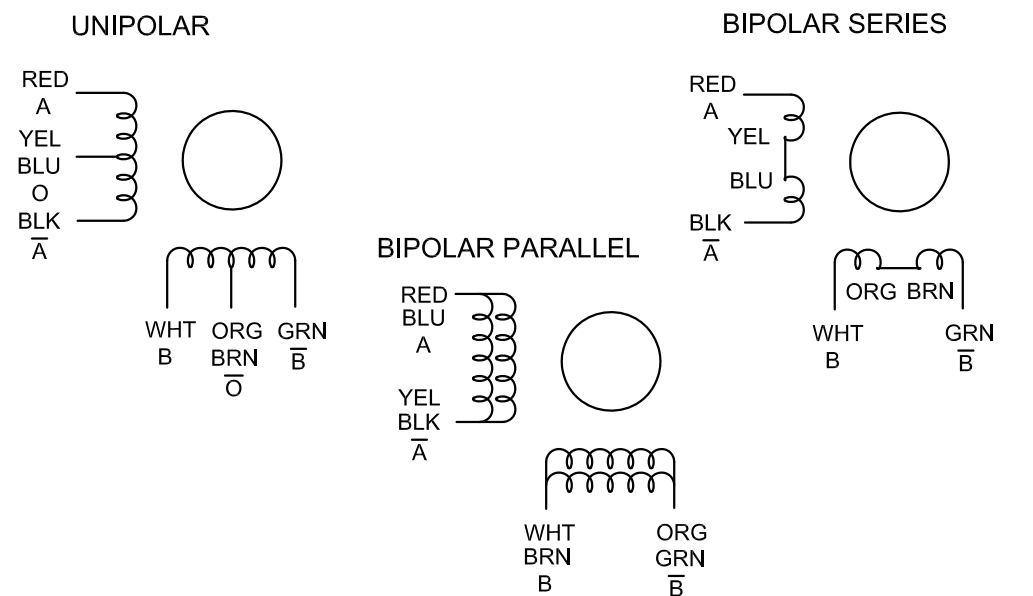 UNIPOLAR
RED
A
YEL
BLU
O
BLK
A̅
WHT
B
ORG
BRN
O̅
GRN
B̅
BIPOLAR PARALLEL
RED
BLU
A
YEL
BLK
A̅
WHT
BRN
B
ORG
GRN
B̅
BIPOLAR SERIES
RED
A
YEL
BLU
BLK
A̅
ORG BRN
WHT
B
GRN
B̅